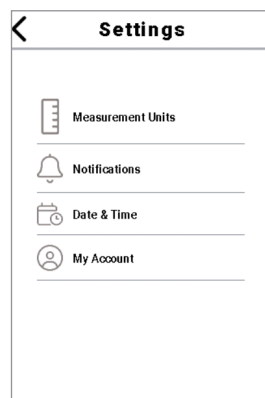 Settings
Measurement Units
Notifications
Date & Time
My Account